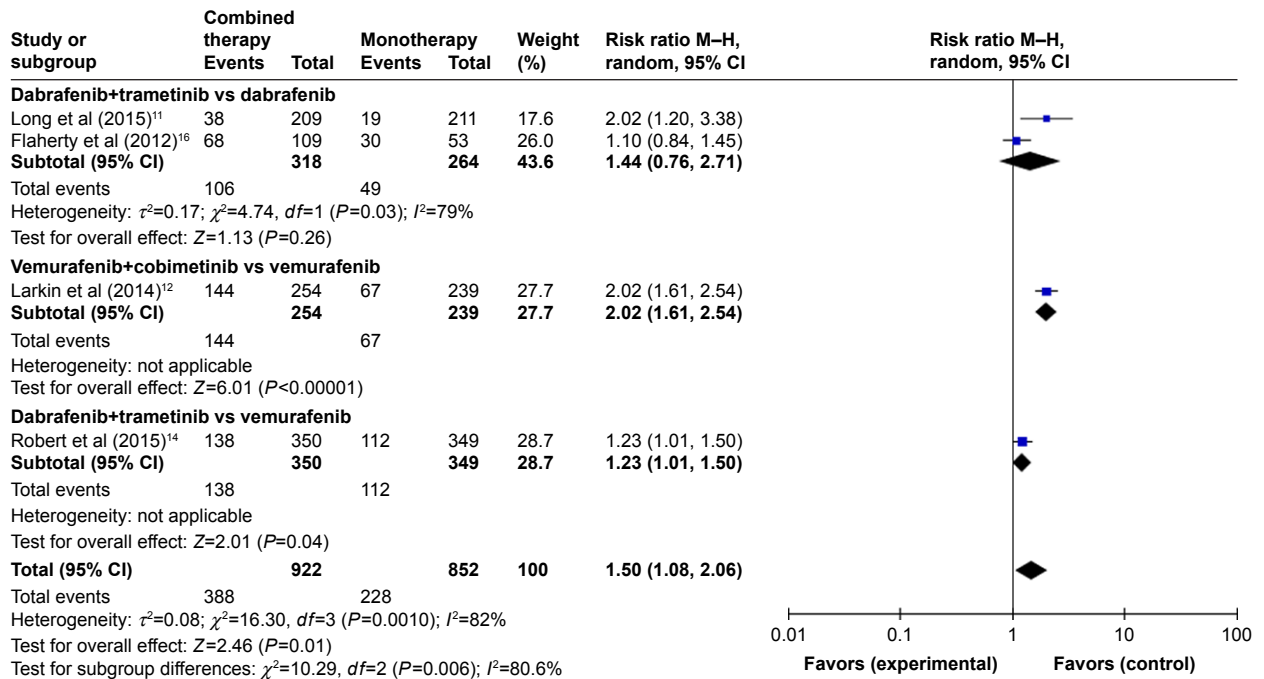 Study or subgroup Combined therapy Events Total Monotherapy Events Total Weight (%) Risk ratio M–H, random, 95% CI Risk ratio M–H, random, 95% CI
Dabrafenib+trametinib vs dabrafenib
Long et al (2015)¹¹ 38 209 19 211 17.6 2.02 (1.20, 3.38)
Flaherty et al (2012)¹⁶ 68 109 30 53 26.0 1.10 (0.84, 1.45)
Subtotal (95% CI) 318 264 43.6 1.44 (0.76, 2.71)
Total events 106 49
Heterogeneity: τ²=0.17; χ²=4.74, df=1 (P=0.03); I²=79%
Test for overall effect: Z=1.13 (P=0.26)
Vemurafenib+cobimetinib vs vemurafenib
Larkin et al (2014)¹² 144 254 67 239 27.7 2.02 (1.61, 2.54)
Subtotal (95% CI) 254 239 27.7 2.02 (1.61, 2.54)
Total events 144 67
Heterogeneity: not applicable
Test for overall effect: Z=6.01 (P<0.00001)
Dabrafenib+trametinib vs vemurafenib
Robert et al (2015)¹⁴ 138 350 112 349 28.7 1.23 (1.01, 1.50)
Subtotal (95% CI) 350 349 28.7 1.23 (1.01, 1.50)
Total events 138 112
Heterogeneity: not applicable
Test for overall effect: Z=2.01 (P=0.04)
Total (95% CI) 922 852 100 1.50 (1.08, 2.06)
Total events 388 228
Heterogeneity: τ²=0.08; χ²=16.30, df=3 (P=0.0010); I²=82%
Test for overall effect: Z=2.46 (P=0.01)
Test for subgroup differences: χ²=10.29, df=2 (P=0.006); I²=80.6%
0.01 0.1 1 10 100
Favors (experimental) Favors (control)